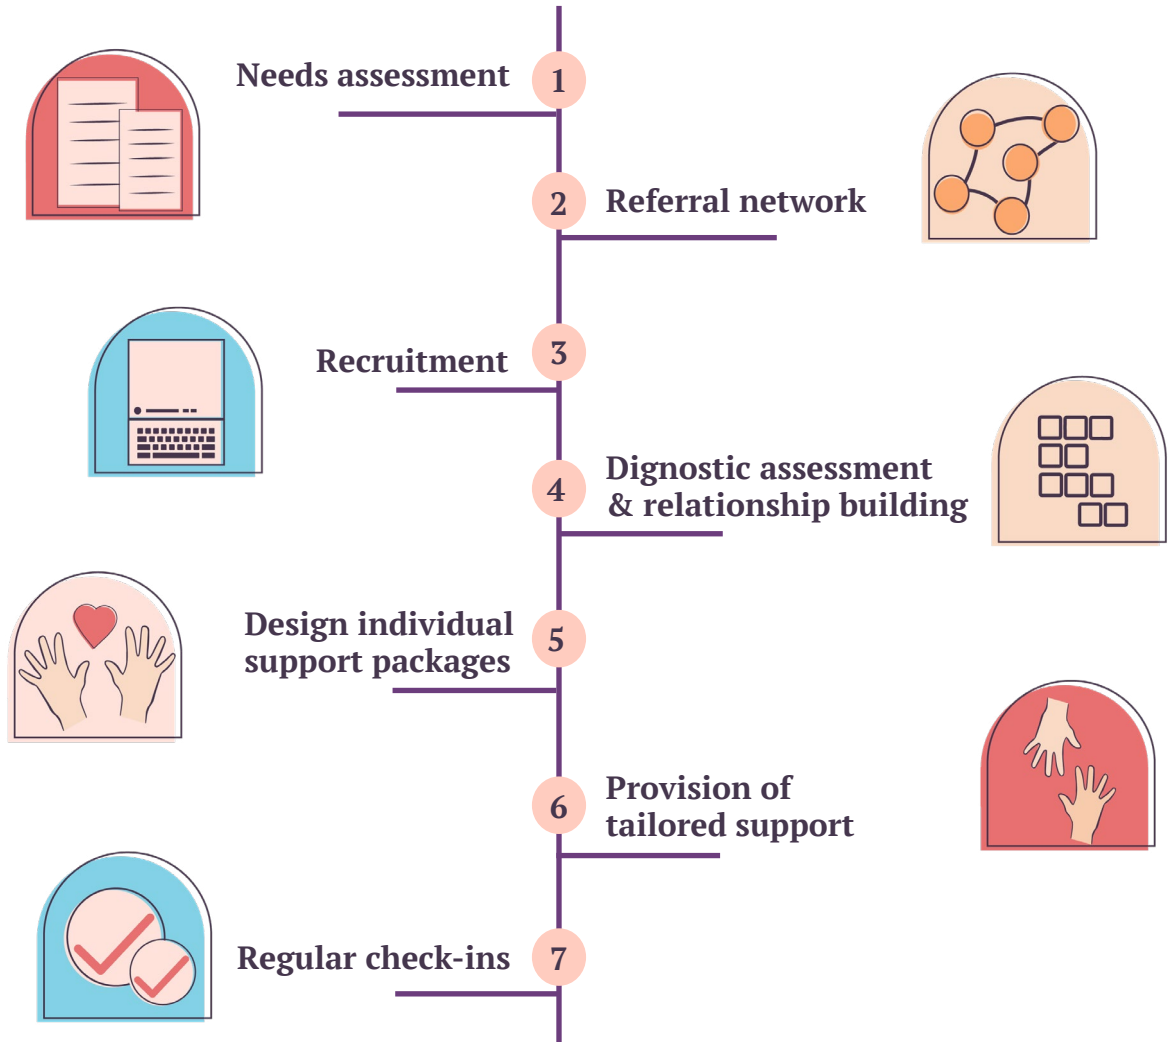 Needs assessment
1
2
Referral network
3
Recruitment
4
Dignostic assessment
& relationship building
Design individual
support packages
5
6
Provision of
tailored support
Regular check-ins
7